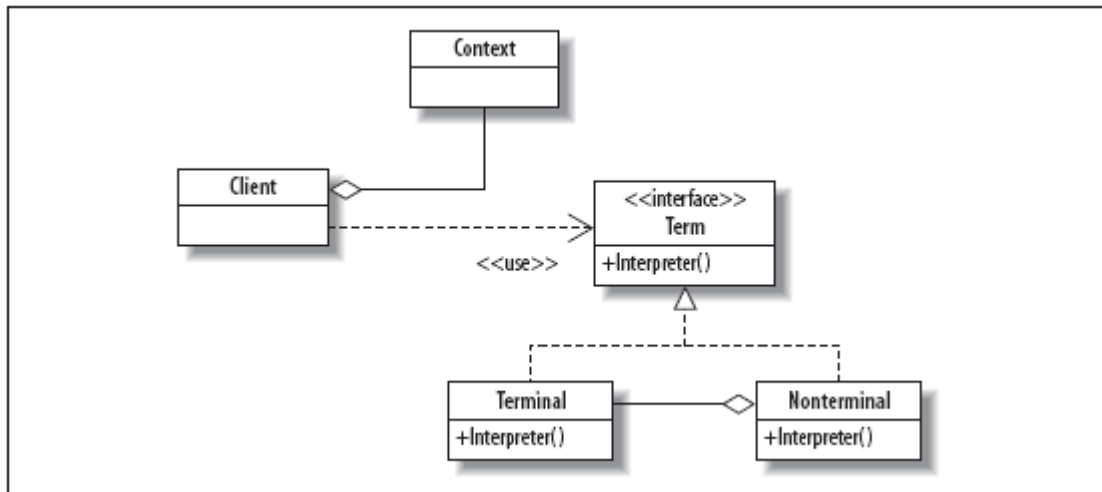 Context
Client
<<interface>>
Term
+Interpreter()
<<use>>
Terminal
+Interpreter()
Nonterminal
+Interpreter()